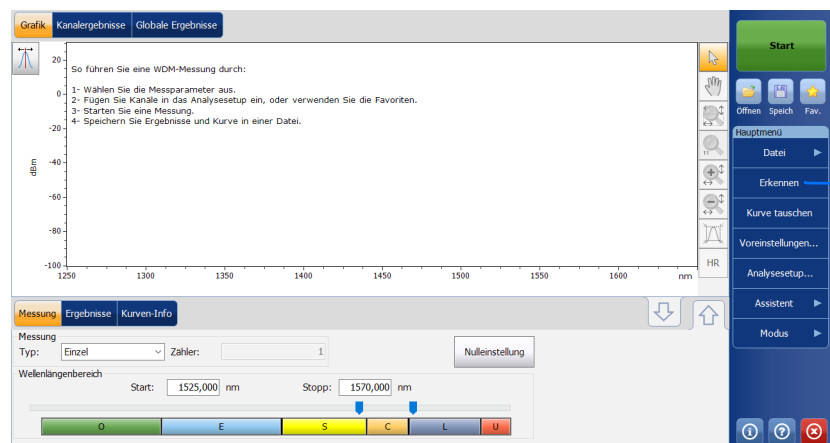 Grafik Kanalergebnisse Globale Ergebnisse
Start
20
So führen Sie eine WDM-Messung durch:
1- Wählen Sie die Messparameter aus.
2- Fügen Sie Kanäle in das Analysesetup ein, oder verwenden Sie die Favoriten.
3- Starten Sie eine Messung.
4- Speichern Sie Ergebnisse und Kurve in einer Datei.
0
-20
-40
-60
-80
-100
dBm
1250 1300 1350 1400 1450 1500 1550 1600 nm
1:1
HR
Öffnen Speich Fav.
Hauptmenü
Datei
Erkennen
Kurve tauschen
Voreinstellungen...
Analysesetup...
Assistent
Modus
Messung Ergebnisse Kurven-Info
Messung
Typ: Einzel Zähler: 1 Nulleinstellung
Wellenlängenbereich
Start: 1525,000 nm Stopp: 1570,000 nm
O E S C L U